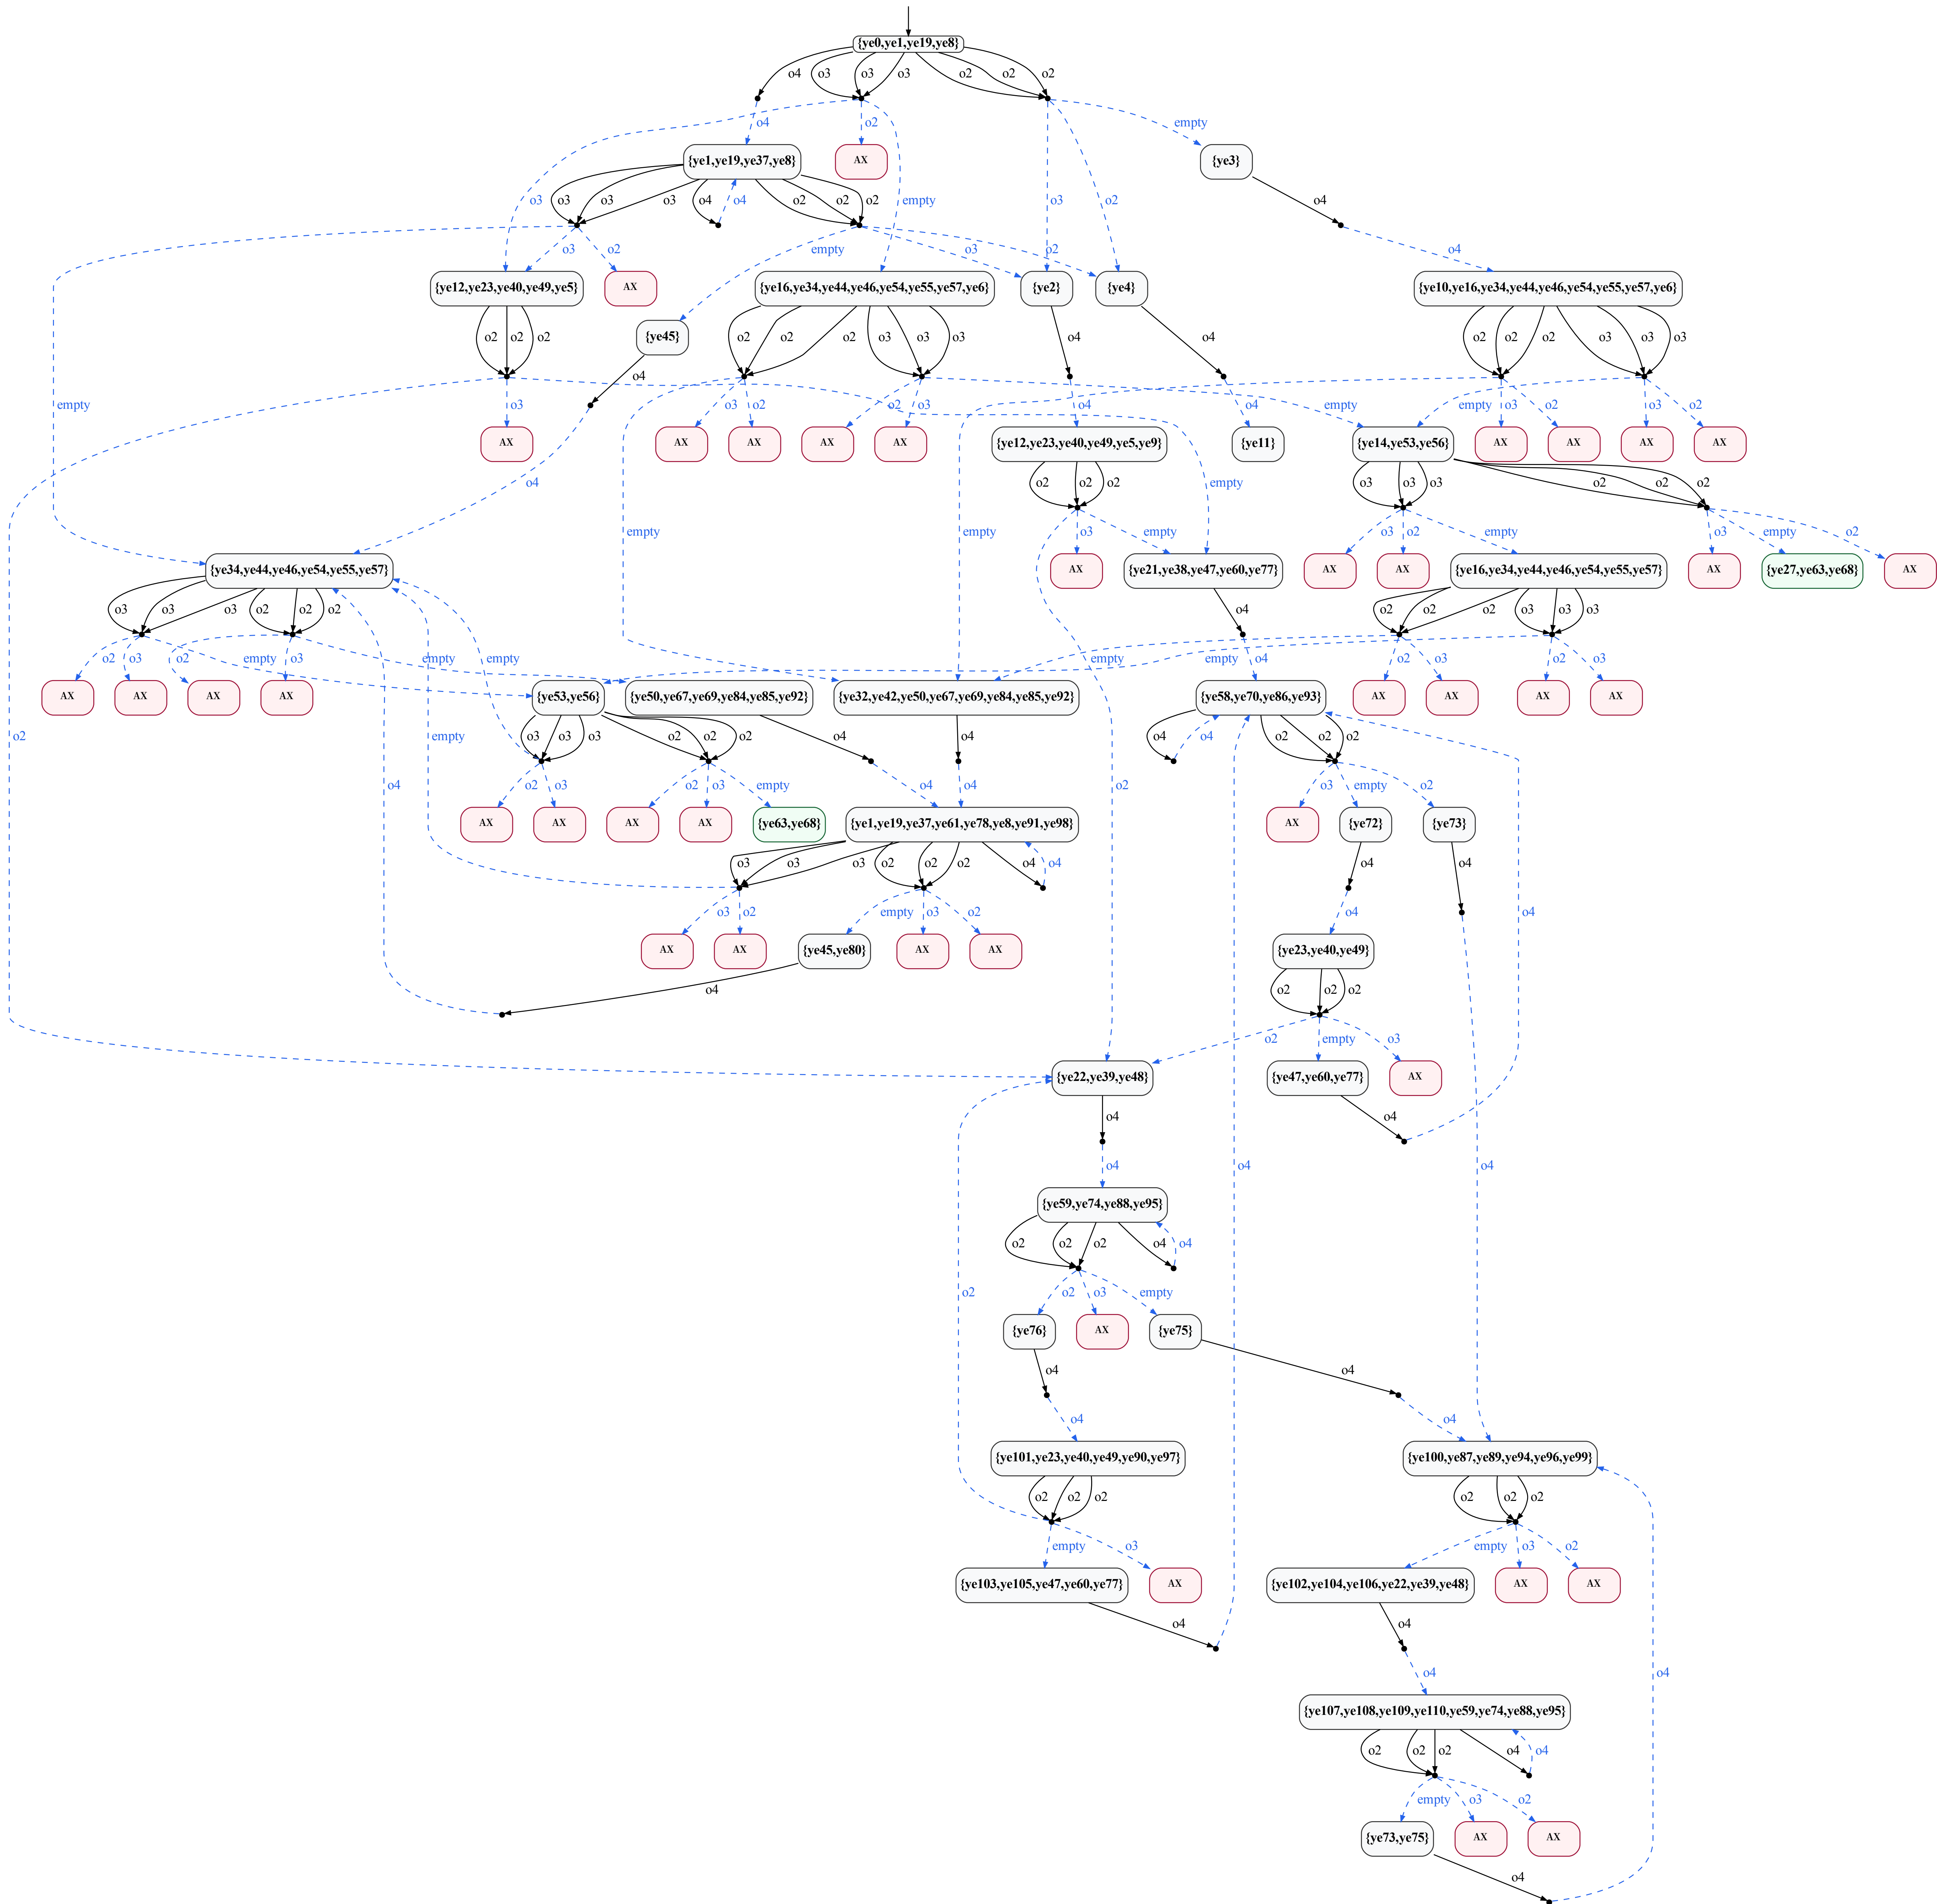 {ye0,ye1,ye19,ye8}
o4 o3 o3 o3 o2 o2 o2
o4 o2 empty
{ye1,ye19,ye37,ye8} AX {ye3}
o3 o3 o3 o4 o4 o2 o2 o2 o3 empty o3 o2 o4
o3 o2 empty o3 o2 o4
{ye12,ye23,ye40,ye49,ye5} AX {ye16,ye34,ye44,ye46,ye54,ye55,ye57,ye6} {ye2} {ye4} {ye10,ye16,ye34,ye44,ye46,ye54,ye55,ye57,ye6}
o2 o2 o2 {ye45} o2 o2 o2 o3 o3 o3 o4 o4 o2 o2 o2 o3 o3 o3
o4
empty o3 o3 o2 o2 o3 o4 o4 empty empty o3 o2 o3 o2
AX AX AX AX AX {ye12,ye23,ye40,ye49,ye5,ye9} {ye11} {ye14,ye53,ye56} AX AX AX AX
o4 o2 o2 o2 empty o3 o3 o3 o2 o2 o2
empty empty o3 empty o3 o2 empty o3 empty o2
{ye34,ye44,ye46,ye54,ye55,ye57} AX {ye21,ye38,ye47,ye60,ye77} AX AX {ye16,ye34,ye44,ye46,ye54,ye55,ye57} AX {ye27,ye63,ye68} AX
o3 o3 o3 o2 o2 o2 o4 o2 o2 o2 o3 o3 o3
o2 o3 empty o2 o3 empty empty empty empty o4 o2 o3 o2 o3
AX AX AX AX {ye53,ye56} {ye50,ye67,ye69,ye84,ye85,ye92} {ye32,ye42,ye50,ye67,ye69,ye84,ye85,ye92} {ye58,ye70,ye86,ye93} AX AX AX AX
o2 o3 o3 o3 o2 o2 o2 empty o4 o4 o4 o4 o2 o2 o2
o4 o2 o3 o2 o3 empty o4 o4 o2 o3 empty o2
AX AX AX AX {ye63,ye68} {ye1,ye19,ye37,ye61,ye78,ye8,ye91,ye98} AX {ye72} {ye73}
o3 o3 o3 o2 o2 o2 o4 o4 o4 o4
o3 o2 empty o3 o2 o4 o4
AX AX {ye45,ye80} AX AX {ye23,ye40,ye49}
o4 o2 o2 o2
o2 empty o3
{ye22,ye39,ye48} {ye47,ye60,ye77} AX
o4 o4
o4 o4 o4
{ye59,ye74,ye88,ye95}
o2 o2 o2 o4 o4
o2 o2 o3 empty
{ye76} AX {ye75}
o4 o4
o4 o4
{ye101,ye23,ye40,ye49,ye90,ye97} {ye100,ye87,ye89,ye94,ye96,ye99}
o2 o2 o2 o2 o2 o2
empty o3 empty o3 o2
{ye103,ye105,ye47,ye60,ye77} AX {ye102,ye104,ye106,ye22,ye39,ye48} AX AX
o4 o4
o4 o4
{ye107,ye108,ye109,ye110,ye59,ye74,ye88,ye95}
o2 o2 o2 o4 o4
empty o3 o2
{ye73,ye75} AX AX
o4